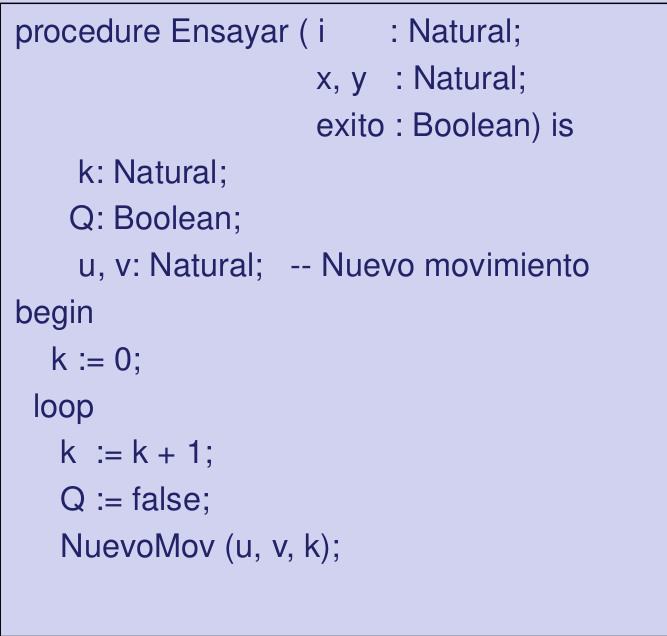 procedure Ensayar ( i : Natural;
x, y : Natural;
exito : Boolean) is
k: Natural;
Q: Boolean;
u, v: Natural; -- Nuevo movimiento
begin
k := 0;
loop
k := k + 1;
Q := false;
NuevoMov (u, v, k);